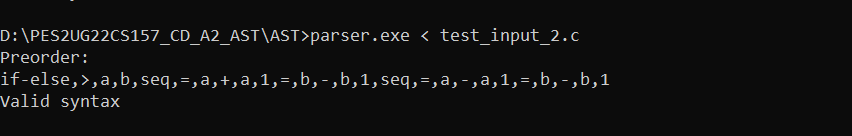 D:\PES2UG22CS157_CD_A2_AST\AST>parser.exe < test_input_2.c
Preorder:
if-else,>,a,b,seq,=,a,+,a,1,=,b,-,b,1,seq,=,a,-,a,1,=,b,-,b,1
Valid syntax